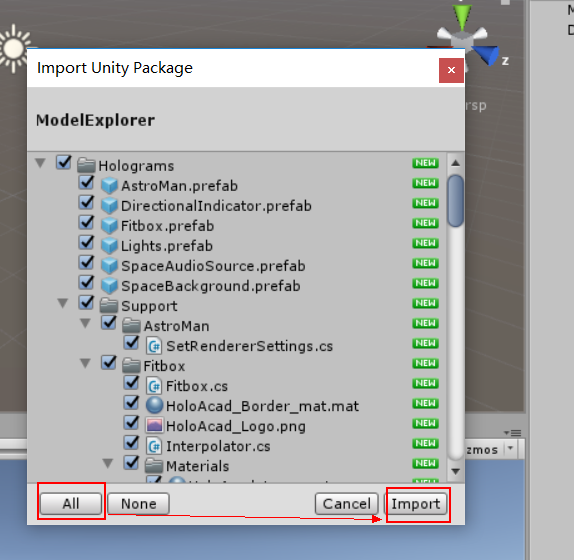 M
D
z
rsp
Import Unity Package
x
ModelExplorer
Holograms NEW
AstroMan.prefab NEW
DirectionalIndicator.prefab NEW
Fitbox.prefab NEW
Lights.prefab NEW
SpaceAudioSource.prefab NEW
SpaceBackground.prefab NEW
Support NEW
AstroMan NEW
C# SetRendererSettings.cs NEW
Fitbox NEW
C# Fitbox.cs NEW
HoloAcad_Border_mat.mat NEW
HoloAcad_Logo.png NEW
C# Interpolator.cs NEW
Materials NEW
zmos
All None Cancel Import